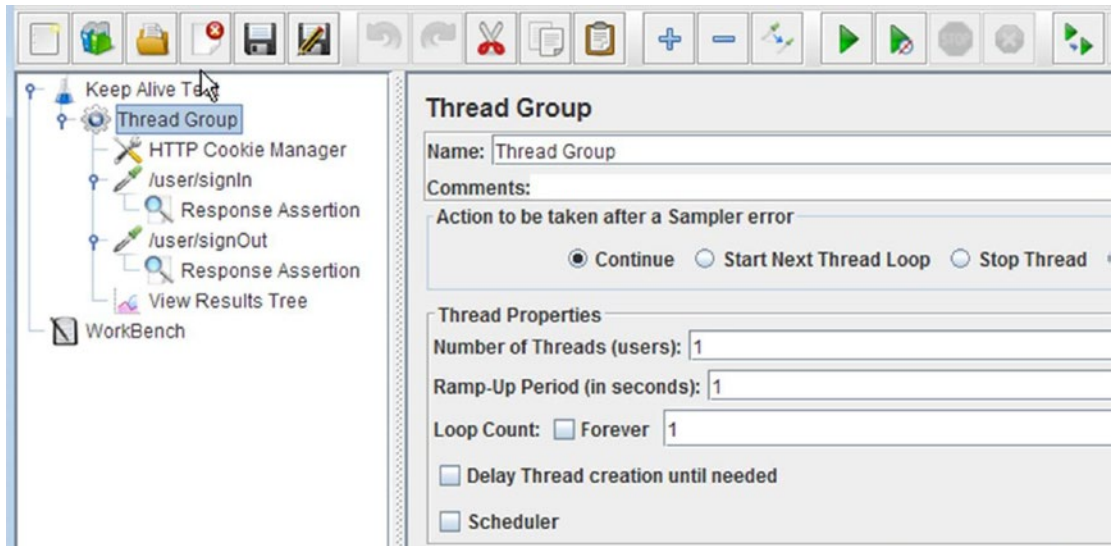 Keep Alive Test
Thread Group
HTTP Cookie Manager
/user/signIn
Response Assertion
/user/signOut
Response Assertion
View Results Tree
WorkBench
Thread Group
Name: Thread Group
Comments:
Action to be taken after a Sampler error
Continue Start Next Thread Loop Stop Thread
Thread Properties
Number of Threads (users): 1
Ramp-Up Period (in seconds): 1
Loop Count: Forever 1
Delay Thread creation until needed
Scheduler